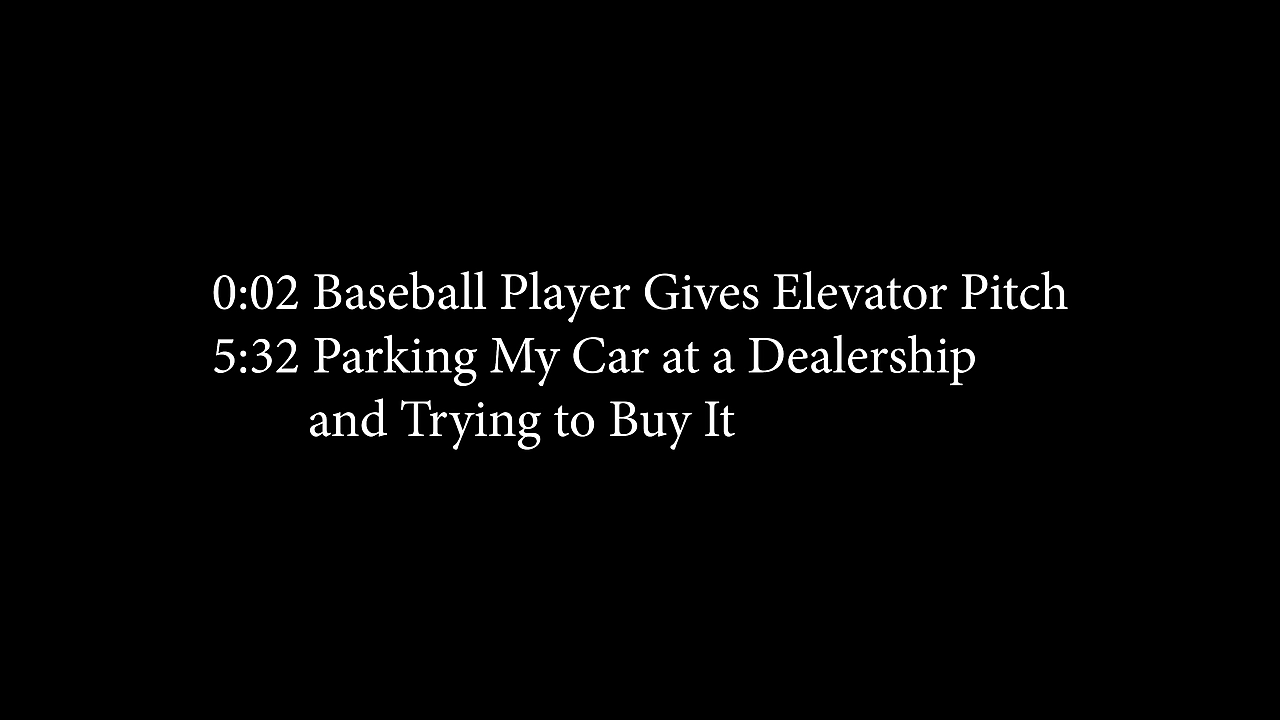 0:02 Baseball Player Gives Elevator Pitch
5:32 Parking My Car at a Dealership
and Trying to Buy It